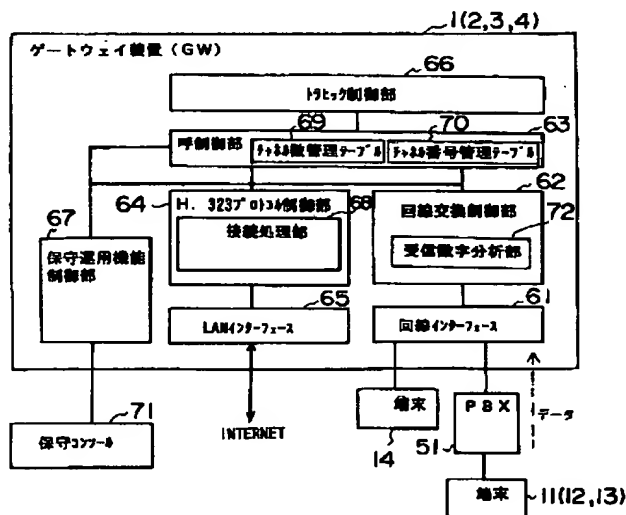 1(2,3,4)
ゲートウェイ装置(GW)
66
トラヒック制御部
69
70
63
呼制御部
チャネル数管理テーブル
チャネル番号管理テーブル
64
H. 323プロトコル制御部
68
接続処理部
62
回線交換制御部
72
受信数字分析部
67
保守運用機能
制御部
65
LANインターフェース
61
回線インターフェース
71
保守コンソール
INTERNET
端末
14
PBX
51
データ
端末
11(12,13)